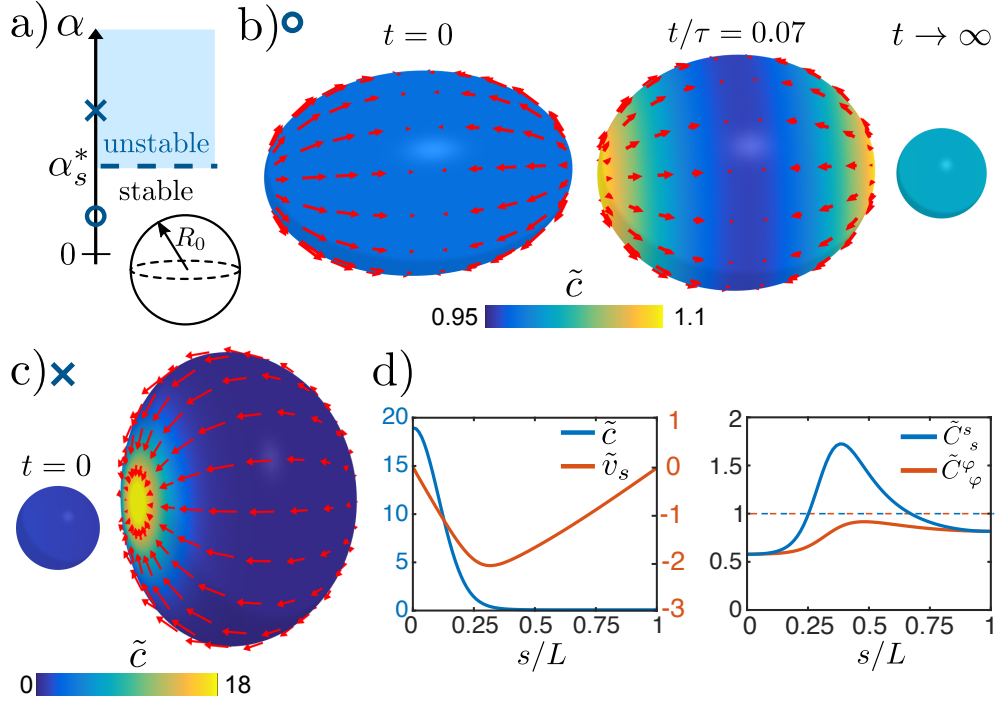 a) α
unstable
α*ₛ
stable
0
R₀
b)
t = 0
t/τ = 0.07
t → ∞
c̃
0.95 1.1
c)
t = 0
c̃
0 18
d)
20 15 10 5 0
c̃
ṽₛ
1 0 -1 -2 -3
0 0.25 0.5 0.75 1
s/L
2 1.5 1 0.5 0
C̃ˢₛ
C̃ᵠᵩ
0 0.25 0.5 0.75 1
s/L